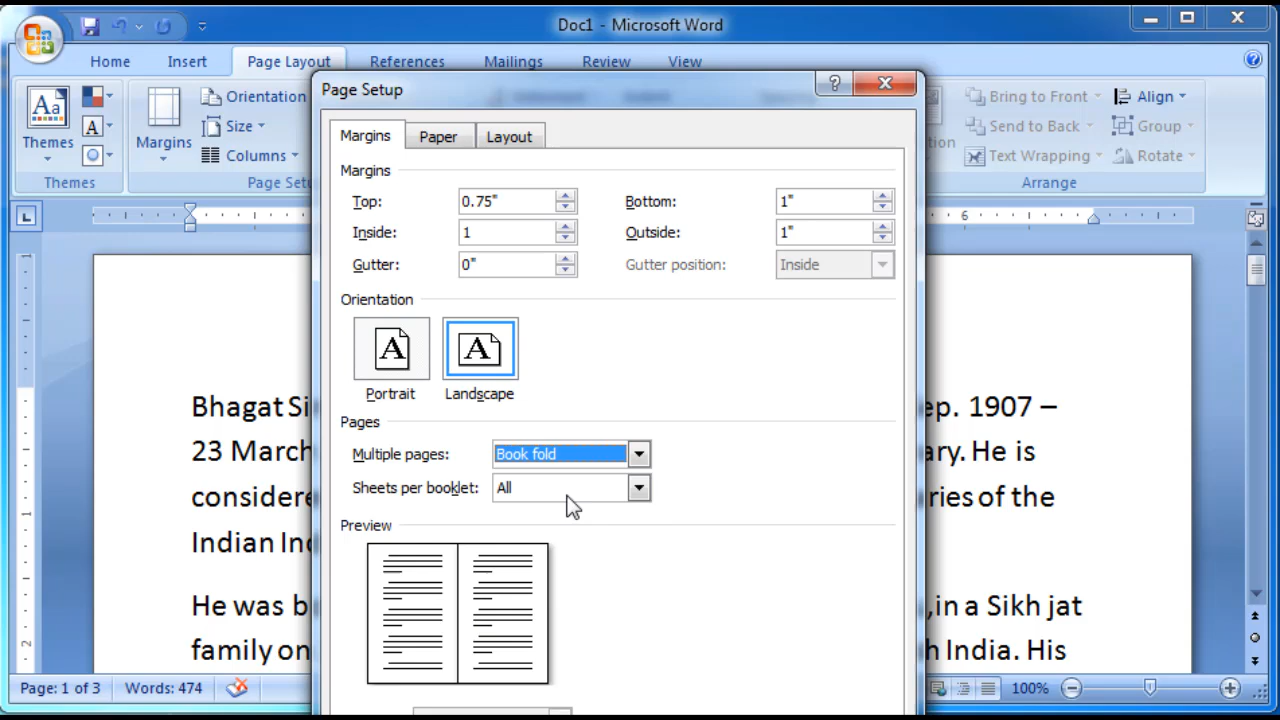 Doc1 - Microsoft Word
Home Insert Page Layout References Mailings Review View
Themes Margins Orientation Size Columns
Bring to Front Align
Send to Back Group
Text Wrapping Rotate
Themes Page Setu Arrange
Page Setup
Margins Paper Layout
Margins
Top: 0.75" Bottom: 1"
Inside: 1 Outside: 1"
Gutter: 0" Gutter position: Inside
Orientation
A A
Portrait Landscape
Pages
Multiple pages: Book fold
Sheets per booklet: All
Preview
6
Bhagat Si ep. 1907 –
23 March ary. He is
considere ries of the
Indian Ind
He was b ,in a Sikh jat
family on h India. His
Page: 1 of 3 Words: 474 100%